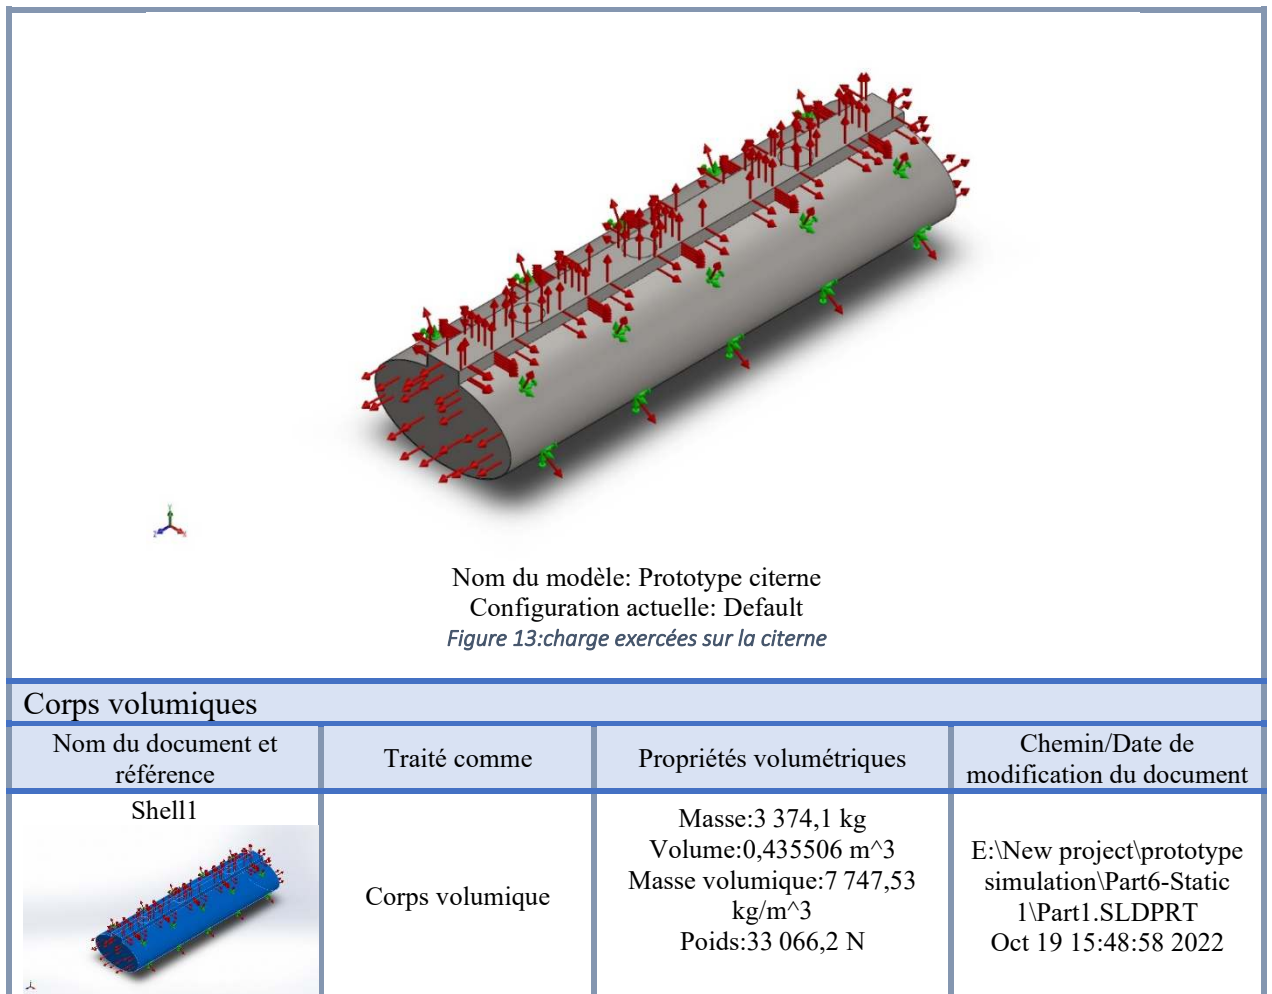 Nom du modèle: Prototype citerne
Configuration actuelle: Default
Figure 13:charge exercées sur la citerne
Corps volumiques
Nom du document et
référence
Traité comme
Propriétés volumétriques
Chemin/Date de
modification du document
Shell1
Corps volumique
Masse:3 374,1 kg
Volume:0,435506 m^3
Masse volumique:7 747,53
kg/m^3
Poids:33 066,2 N
E:\New project\prototype
simulation\Part6-Static
1\Part1.SLDPRT
Oct 19 15:48:58 2022